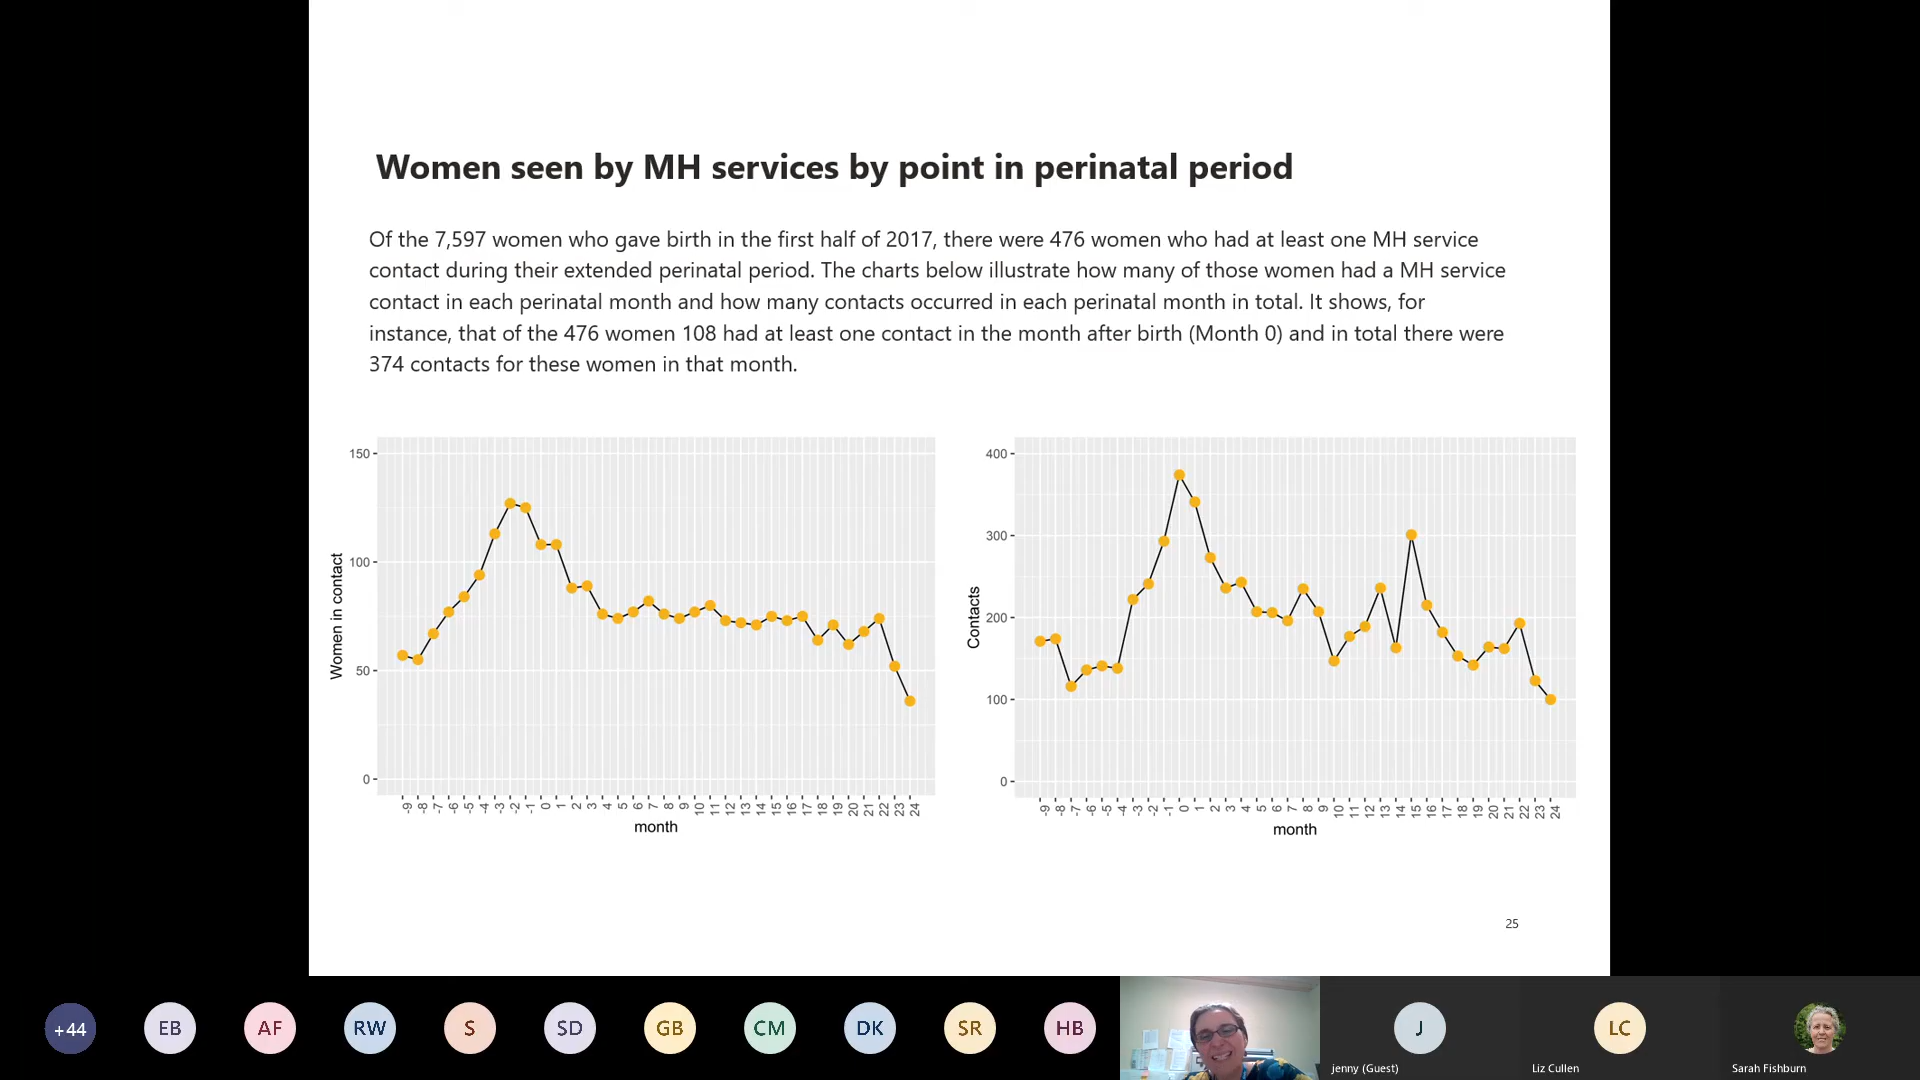 Women seen by MH services by point in perinatal period
Of the 7,597 women who gave birth in the first half of 2017, there were 476 women who had at least one MH service
contact during their extended perinatal period. The charts below illustrate how many of those women had a MH service
contact in each perinatal month and how many contacts occurred in each perinatal month in total. It shows, for
instance, that of the 476 women 108 had at least one contact in the month after birth (Month 0) and in total there were
374 contacts for these women in that month.
150
100
50
0
Women in contact
-9 -8 -7 -6 -5 -4 -3 -2 -1 0 1 2 3 4 5 6 7 8 9 10 11 12 13 14 15 16 17 18 19 20 21 22 23 24
month
400
300
200
100
0
Contacts
-9 -8 -7 -6 -5 -4 -3 -2 -1 0 1 2 3 4 5 6 7 8 9 10 11 12 13 14 15 16 17 18 19 20 21 22 23 24
month
25
+44 EB AF RW S SD GB CM DK SR HB J LC
jenny (Guest) Liz Cullen Sarah Fishburn